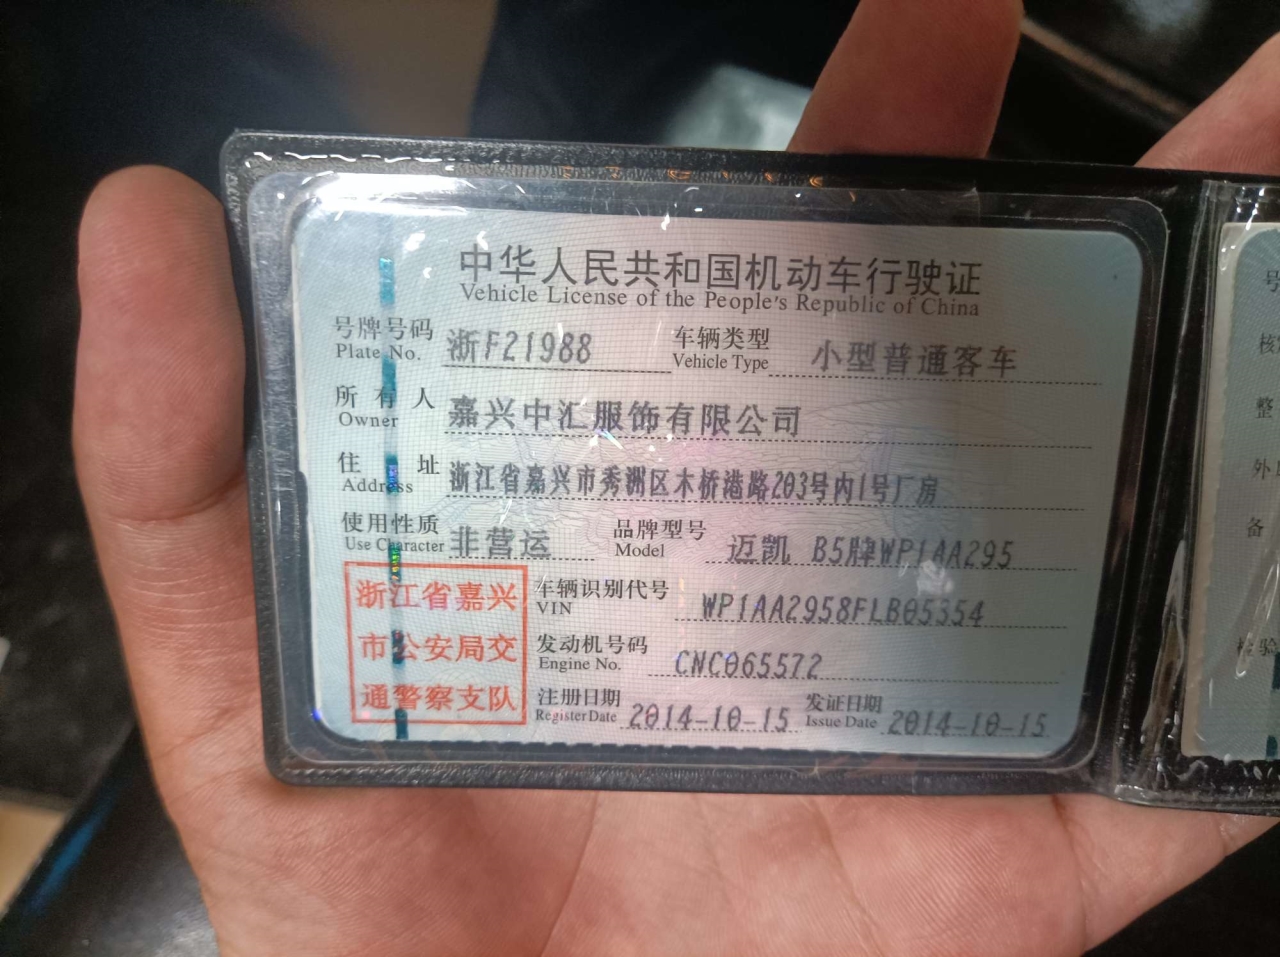 中华人民共和国机动车行驶证
Vehicle License of the People's Republic of China
号牌号码 浙F21988 车辆类型 小型普通客车
Plate No. Vehicle Type
所有人 嘉兴中汇服饰有限公司
Owner
住址 浙江省嘉兴市秀洲区木桥港路203号内1号厂房
Address
使用性质 非营运 品牌型号 迈凯 B5牌WP1AA295
Use Character Model
浙江省嘉兴
市公安局交
通警察支队
车辆识别代号 WP1AA2958FLB05354
VIN
发动机号码 CNC065572
Engine No.
注册日期 2014-10-15 发证日期 2014-10-15
Register Date Issue Date
号
核
整
外
备
检验